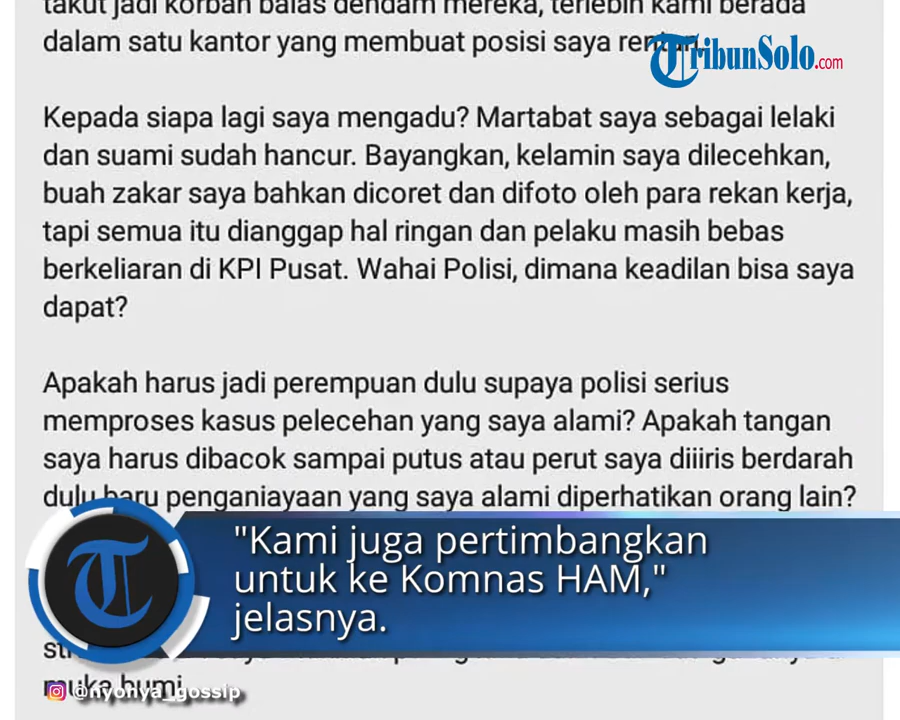 takut jadi korban balas dendam mereka, terlebih kami berada
dalam satu kantor yang membuat posisi saya rentan.
TribunSolo.com
Kepada siapa lagi saya mengadu? Martabat saya sebagai lelaki
dan suami sudah hancur. Bayangkan, kelamin saya dilecehkan,
buah zakar saya bahkan dicoret dan difoto oleh para rekan kerja,
tapi semua itu dianggap hal ringan dan pelaku masih bebas
berkeliaran di KPI Pusat. Wahai Polisi, dimana keadilan bisa saya
dapat?
Apakah harus jadi perempuan dulu supaya polisi serius
memproses kasus pelecehan yang saya alami? Apakah tangan
saya harus dibacok sampai putus atau perut saya diiiris berdarah
dulu baru penganiayaan yang saya alami diperhatikan orang lain?
"Kami juga pertimbangkan
untuk ke Komnas HAM,"
jelasnya.
muka bumi.
@nyonya_gossip